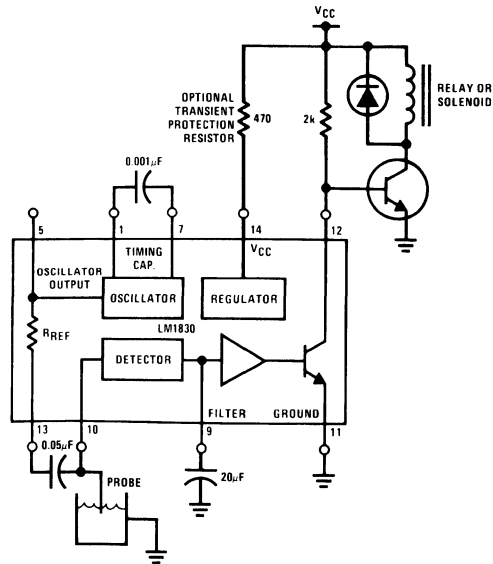 VCC
OPTIONAL
TRANSIENT
PROTECTION
RESISTOR
470
2k
RELAY OR
SOLENOID
0.001µF
5
1
7
14
12
TIMING
CAP.
VCC
OSCILLATOR
OUTPUT
OSCILLATOR
REGULATOR
RREF
LM1830
DETECTOR
FILTER
GROUND
13
10
9
11
0.05µF
PROBE
20µF